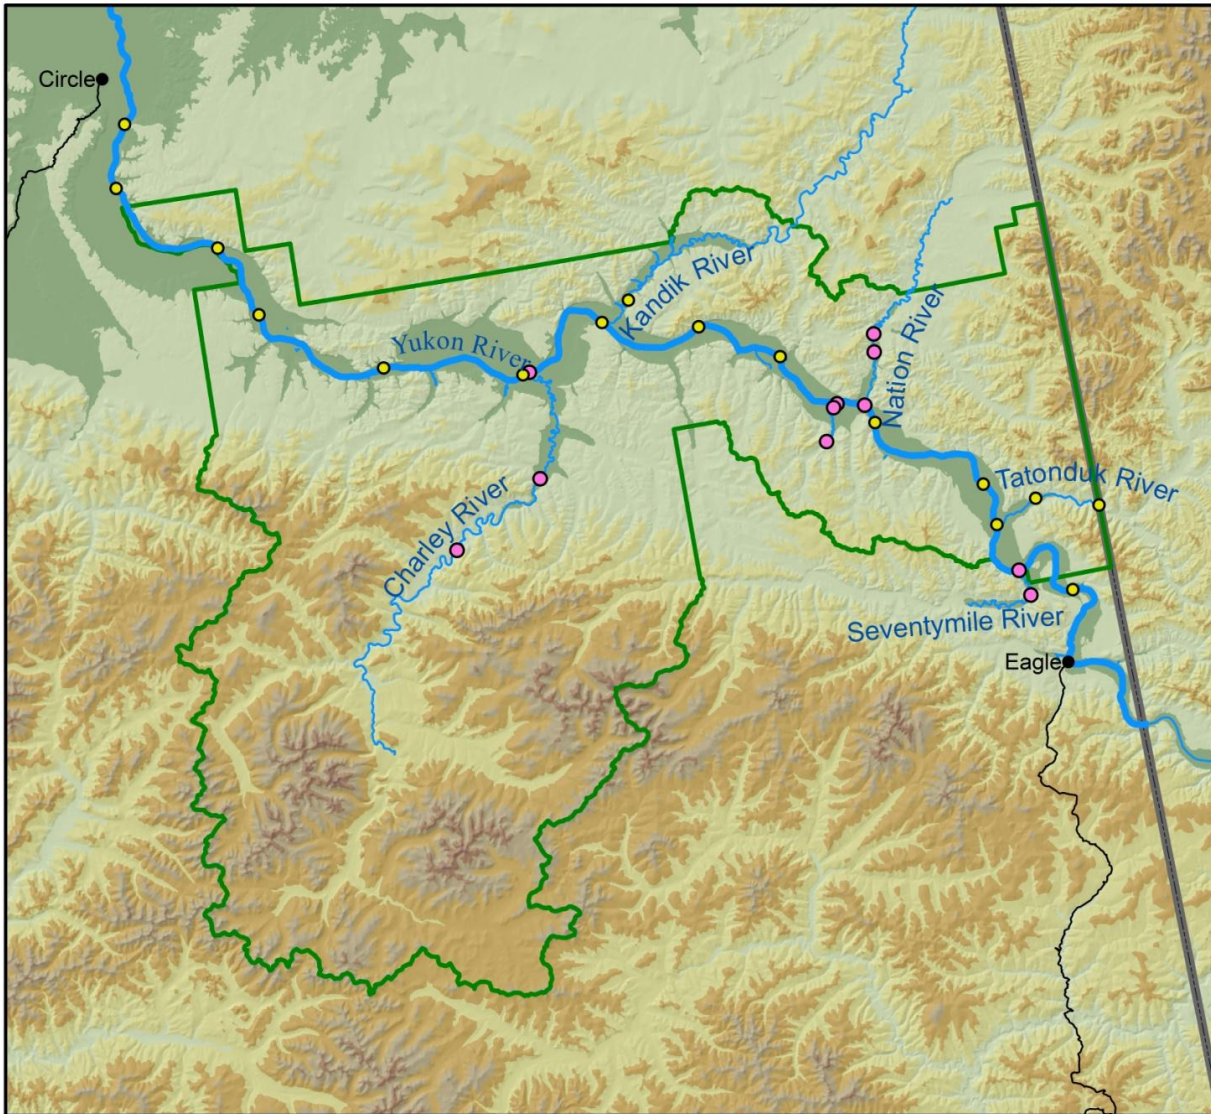 Circle
Kandik River
Yukon River
Nation River
Tatonduk River
Charley River
Seventymile River
Eagle